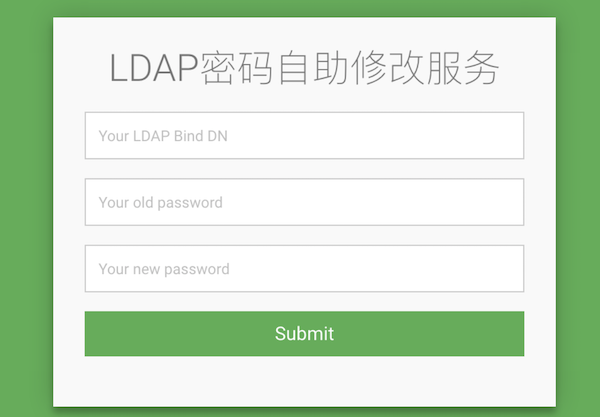 LDAP密码自助修改服务
Your LDAP Bind DN
Your old password
Your new password
Submit